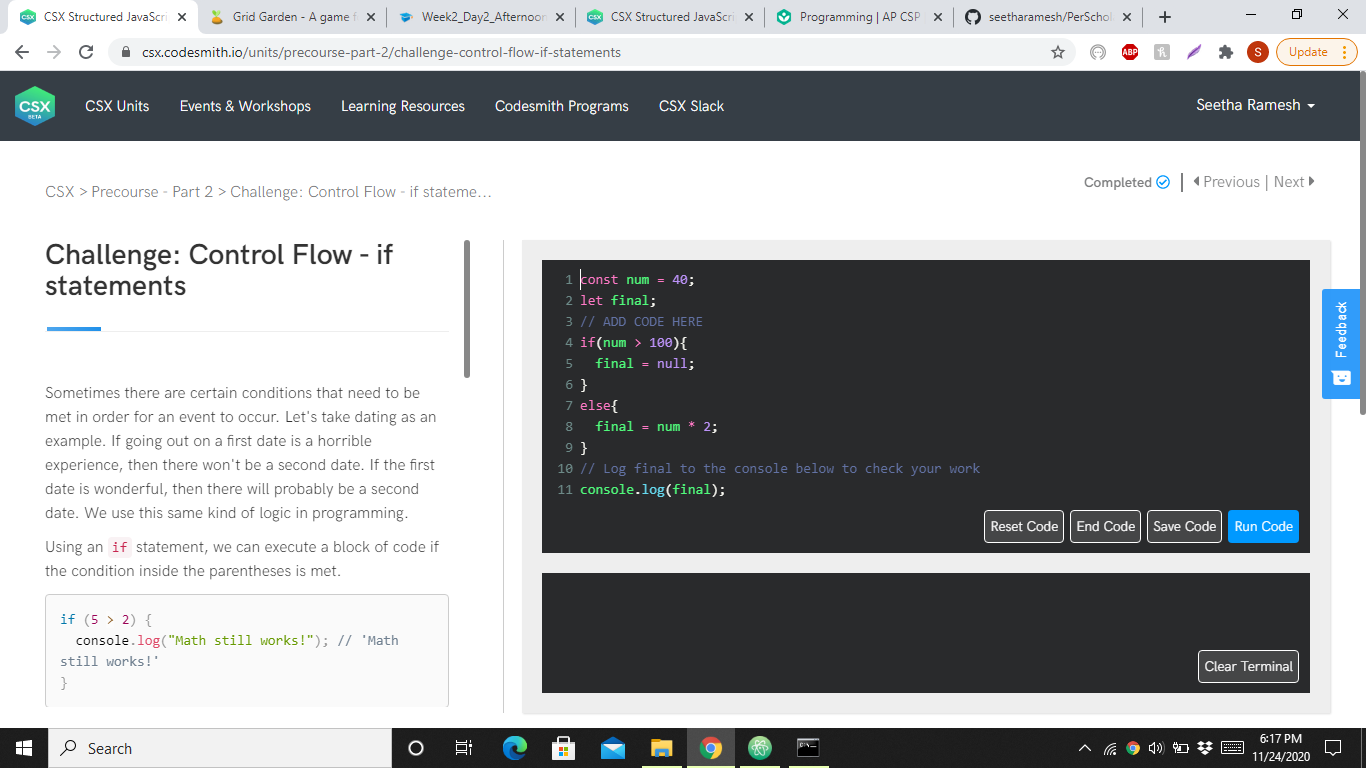 CSX Structured JavaScri
Grid Garden - A game f
Week2_Day2_Afternoon
CSX Structured JavaScri
Programming | AP CSP
seetharamesh/PerSchol
csx.codesmith.io/units/precourse-part-2/challenge-control-flow-if-statements
ABP
S
Update
CSX
BETA
CSX Units
Events & Workshops
Learning Resources
Codesmith Programs
CSX Slack
Seetha Ramesh
CSX > Precourse - Part 2 > Challenge: Control Flow - if stateme...
Completed
Previous | Next
Challenge: Control Flow - if
statements
Sometimes there are certain conditions that need to be
met in order for an event to occur. Let's take dating as an
example. If going out on a first date is a horrible
experience, then there won't be a second date. If the first
date is wonderful, then there will probably be a second
date. We use this same kind of logic in programming.
Using an if statement, we can execute a block of code if
the condition inside the parentheses is met.
if (5 > 2) {
console.log("Math still works!"); // 'Math
still works!'
}
1 const num = 40;
2 let final;
3 // ADD CODE HERE
4 if(num > 100){
5 final = null;
6 }
7 else{
8 final = num * 2;
9 }
10 // Log final to the console below to check your work
11 console.log(final);
Reset Code
End Code
Save Code
Run Code
Clear Terminal
Feedback
Search
6:17 PM
11/24/2020